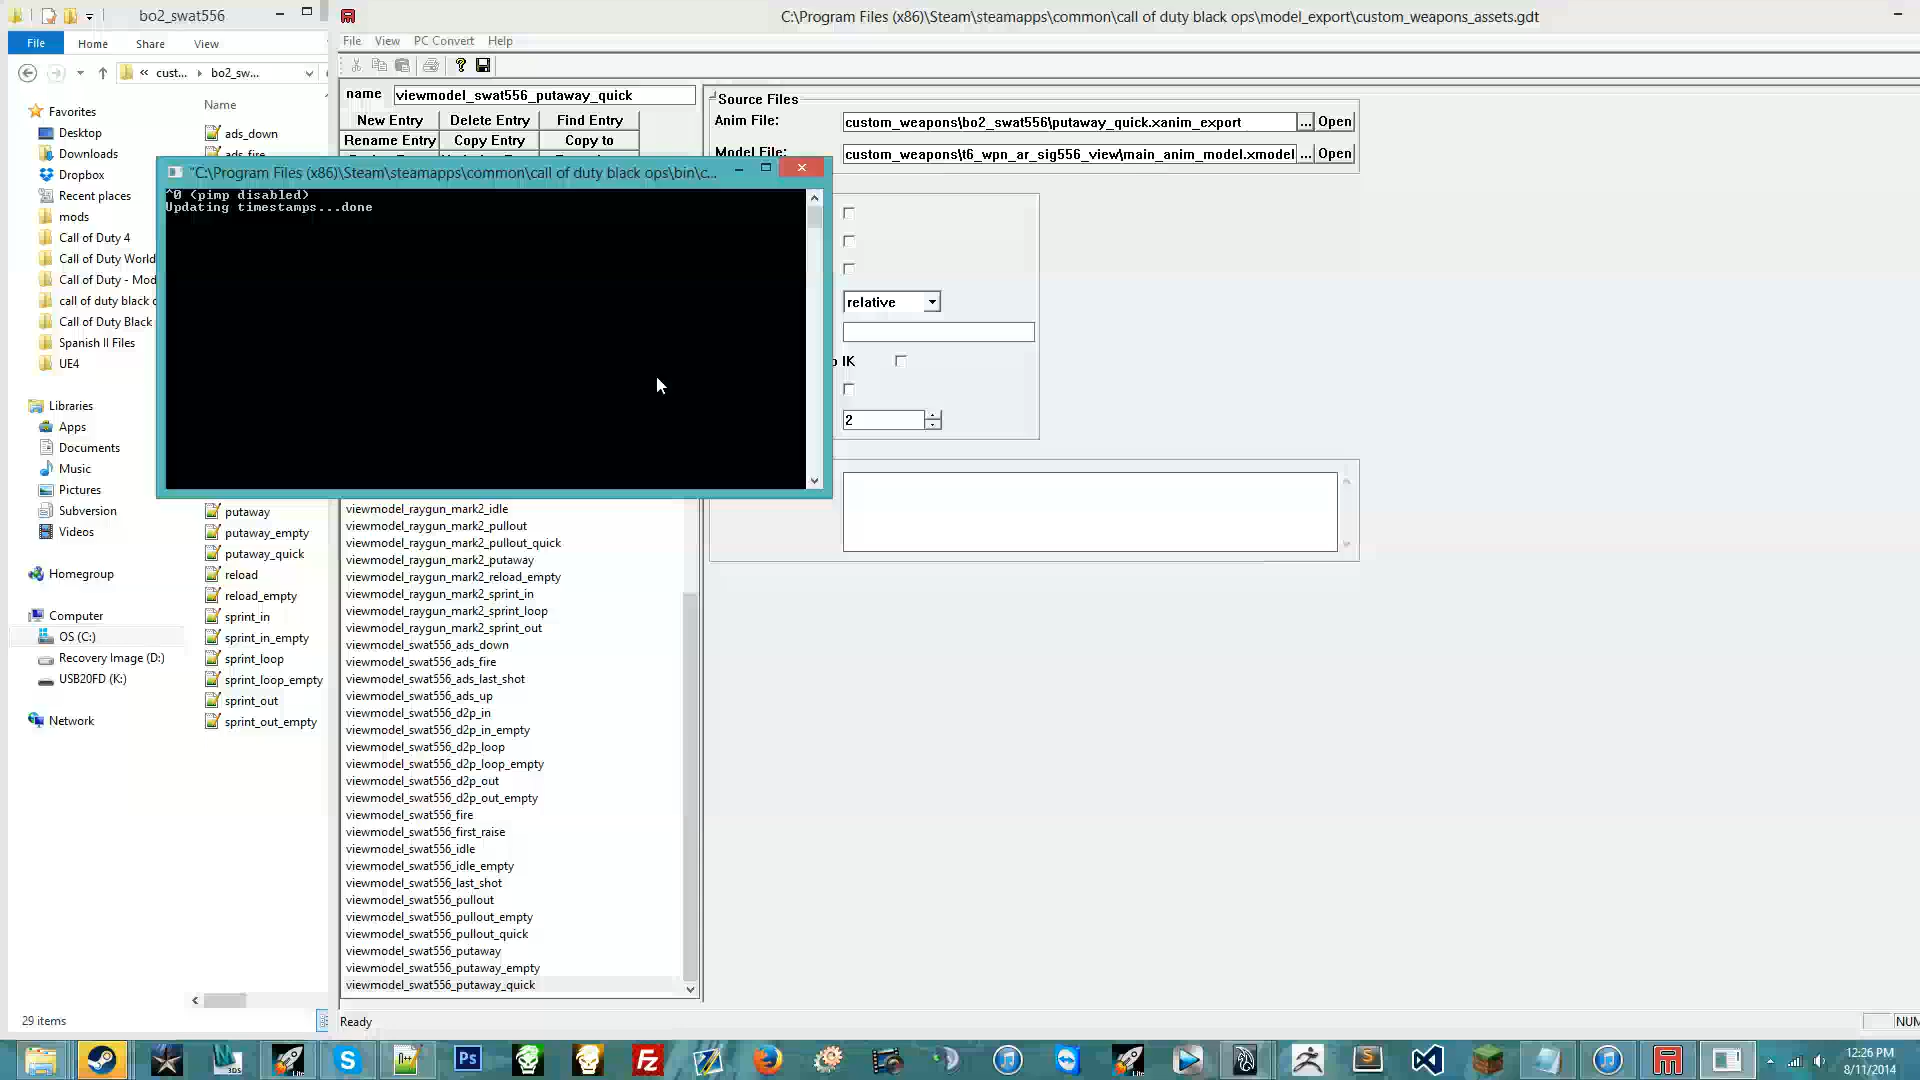 bo2_swat556
File Home Share View
« cust... › bo2_sw...
Name
Favorites
Desktop
Downloads
Dropbox
Recent places
mods
Call of Duty 4
Call of Duty World
Call of Duty - Mod
call of duty black o
Call of Duty Black
Spanish II Files
UE4
Libraries
Apps
Documents
Music
Pictures
Subversion
Videos
Homegroup
Computer
OS (C:)
Recovery Image (D:)
USB20FD (K:)
Network
ads_down
ads_fire
putaway
putaway_empty
putaway_quick
reload
reload_empty
sprint_in
sprint_in_empty
sprint_loop
sprint_loop_empty
sprint_out
sprint_out_empty
29 items
C:\Program Files (x86)\Steam\steamapps\common\call of duty black ops\model_export\custom_weapons_assets.gdt
File View PC Convert Help
name viewmodel_swat556_putaway_quick
New Entry Delete Entry Find Entry
Rename Entry Copy Entry Copy to
Source Files
Anim File: custom_weapons\bo2_swat556\putaway_quick.xanim_export ... Open
Model File: custom_weapons\t6_wpn_ar_sig556_view\main_anim_model.xmodel ... Open
"C:\Program Files (x86)\Steam\steamapps\common\call of duty black ops\bin\c...
^0 (pimp disabled)
Updating timestamps...done
relative
IK
2
viewmodel_raygun_mark2_idle
viewmodel_raygun_mark2_pullout
viewmodel_raygun_mark2_pullout_quick
viewmodel_raygun_mark2_putaway
viewmodel_raygun_mark2_reload_empty
viewmodel_raygun_mark2_sprint_in
viewmodel_raygun_mark2_sprint_loop
viewmodel_raygun_mark2_sprint_out
viewmodel_swat556_ads_down
viewmodel_swat556_ads_fire
viewmodel_swat556_ads_last_shot
viewmodel_swat556_ads_up
viewmodel_swat556_d2p_in
viewmodel_swat556_d2p_in_empty
viewmodel_swat556_d2p_loop
viewmodel_swat556_d2p_loop_empty
viewmodel_swat556_d2p_out
viewmodel_swat556_d2p_out_empty
viewmodel_swat556_fire
viewmodel_swat556_first_raise
viewmodel_swat556_idle
viewmodel_swat556_idle_empty
viewmodel_swat556_last_shot
viewmodel_swat556_pullout
viewmodel_swat556_pullout_empty
viewmodel_swat556_pullout_quick
viewmodel_swat556_putaway
viewmodel_swat556_putaway_empty
viewmodel_swat556_putaway_quick
Ready
NUM
12:26 PM
8/11/2014